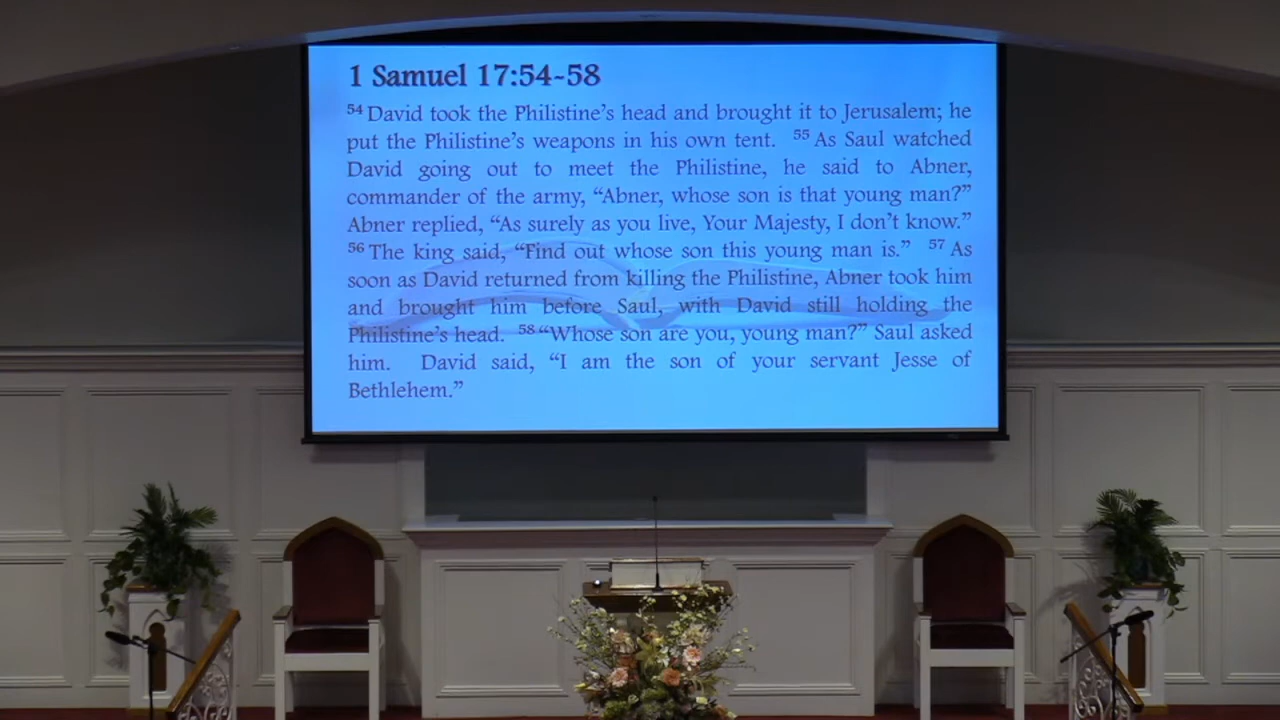 1 Samuel 17:54-58
54 David took the Philistine’s head and brought it to Jerusalem; he
put the Philistine’s weapons in his own tent. 55 As Saul watched
David going out to meet the Philistine, he said to Abner,
commander of the army, “Abner, whose son is that young man?”
Abner replied, “As surely as you live, Your Majesty, I don’t know.”
56 The king said, “Find out whose son this young man is.” 57 As
soon as David returned from killing the Philistine, Abner took him
and brought him before Saul, with David still holding the
Philistine’s head. 58 “Whose son are you, young man?” Saul asked
him. David said, “I am the son of your servant Jesse of
Bethlehem.”